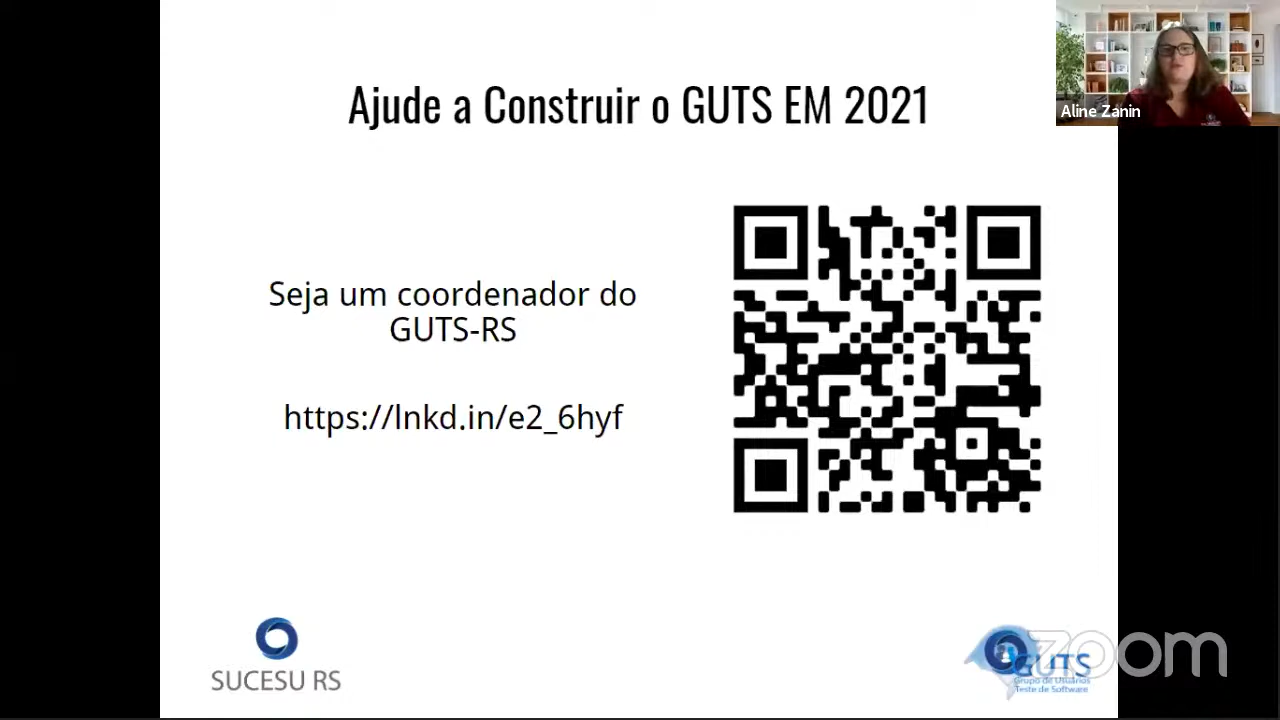 Ajude a Construir o GUTS EM 2021
Aline Zanin
Seja um coordenador do
GUTS-RS
https://lnkd.in/e2_6hyf
SUCESU RS
GUTS
Grupo de Usuários
Teste de Software
zoom